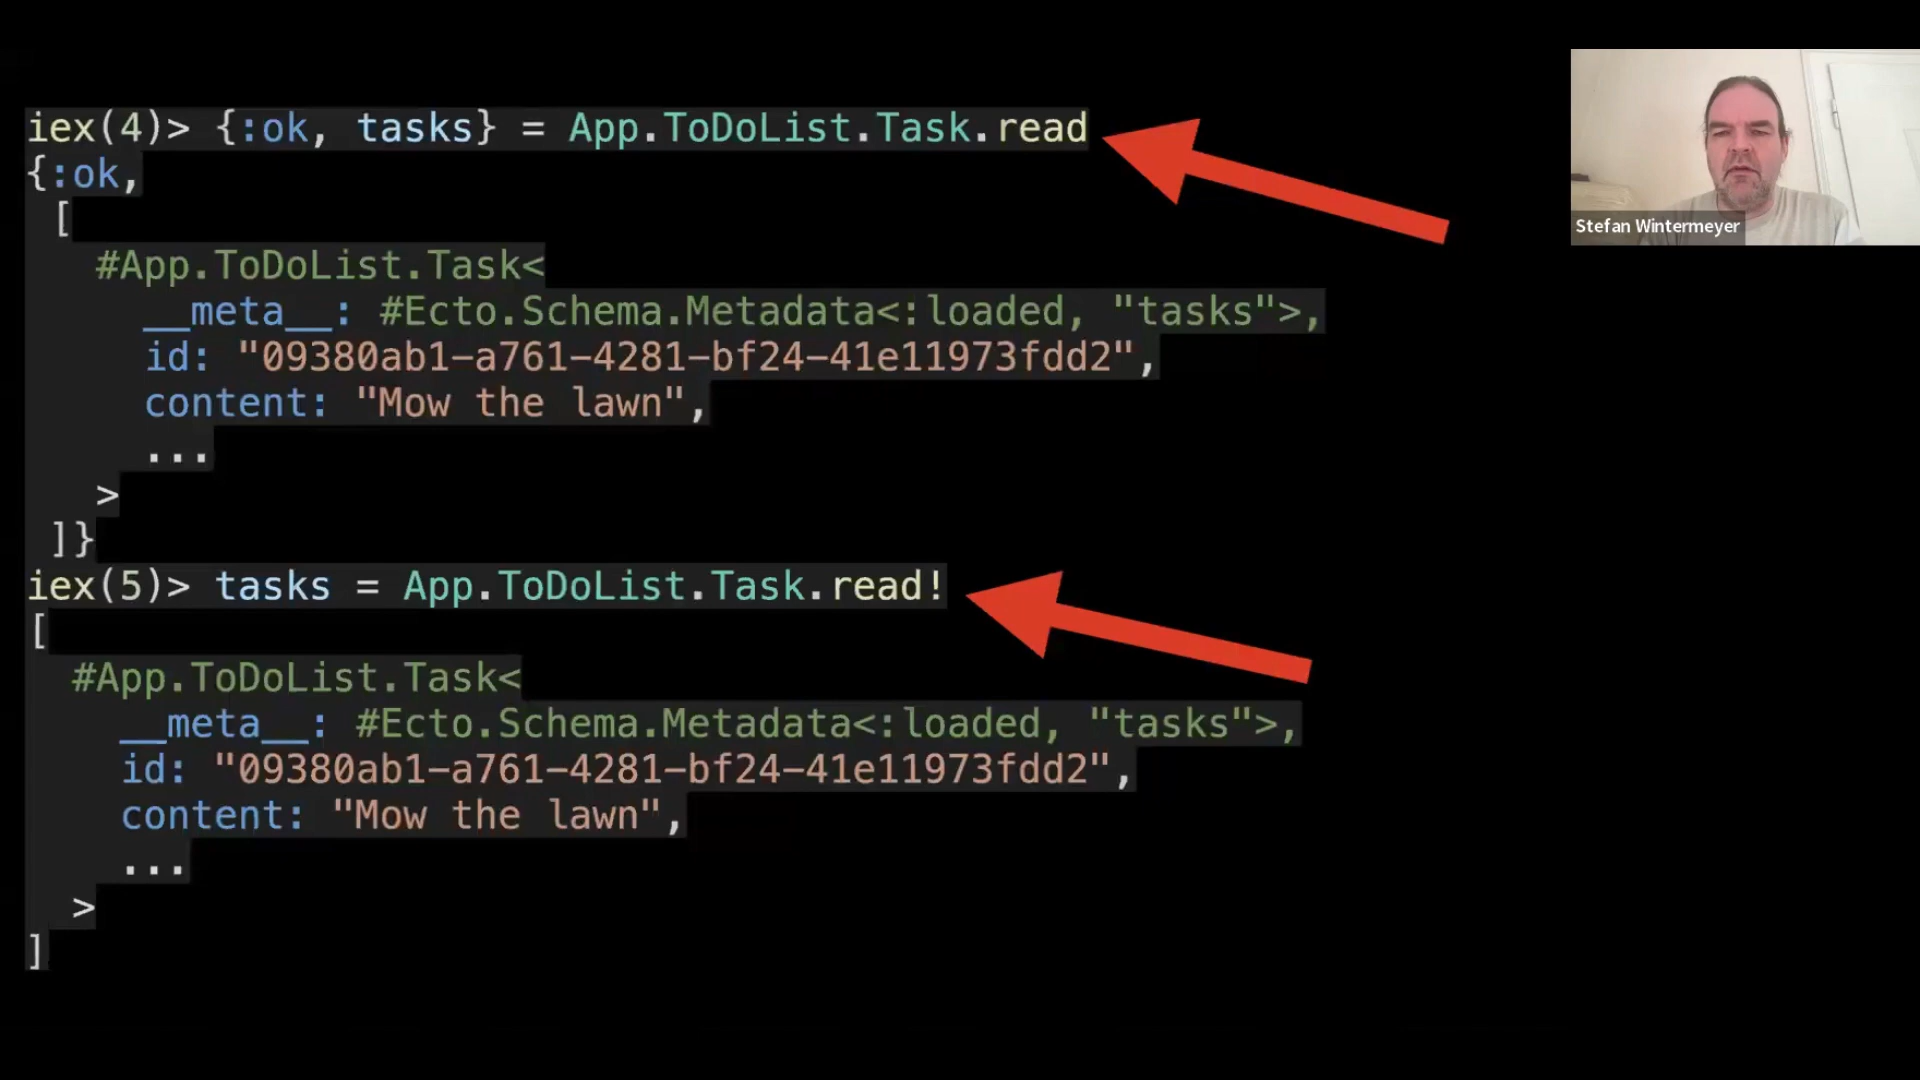 iex(4)> {:ok, tasks} = App.ToDoList.Task.read
{:ok,
 [
   #App.ToDoList.Task<
     __meta__: #Ecto.Schema.Metadata<:loaded, "tasks">,
     id: "09380ab1-a761-4281-bf24-41e11973fdd2",
     content: "Mow the lawn",
     ...
   >
 ]}
iex(5)> tasks = App.ToDoList.Task.read!
[
  #App.ToDoList.Task<
    __meta__: #Ecto.Schema.Metadata<:loaded, "tasks">,
    id: "09380ab1-a761-4281-bf24-41e11973fdd2",
    content: "Mow the lawn",
    ...
  >
]
Stefan Wintermeyer